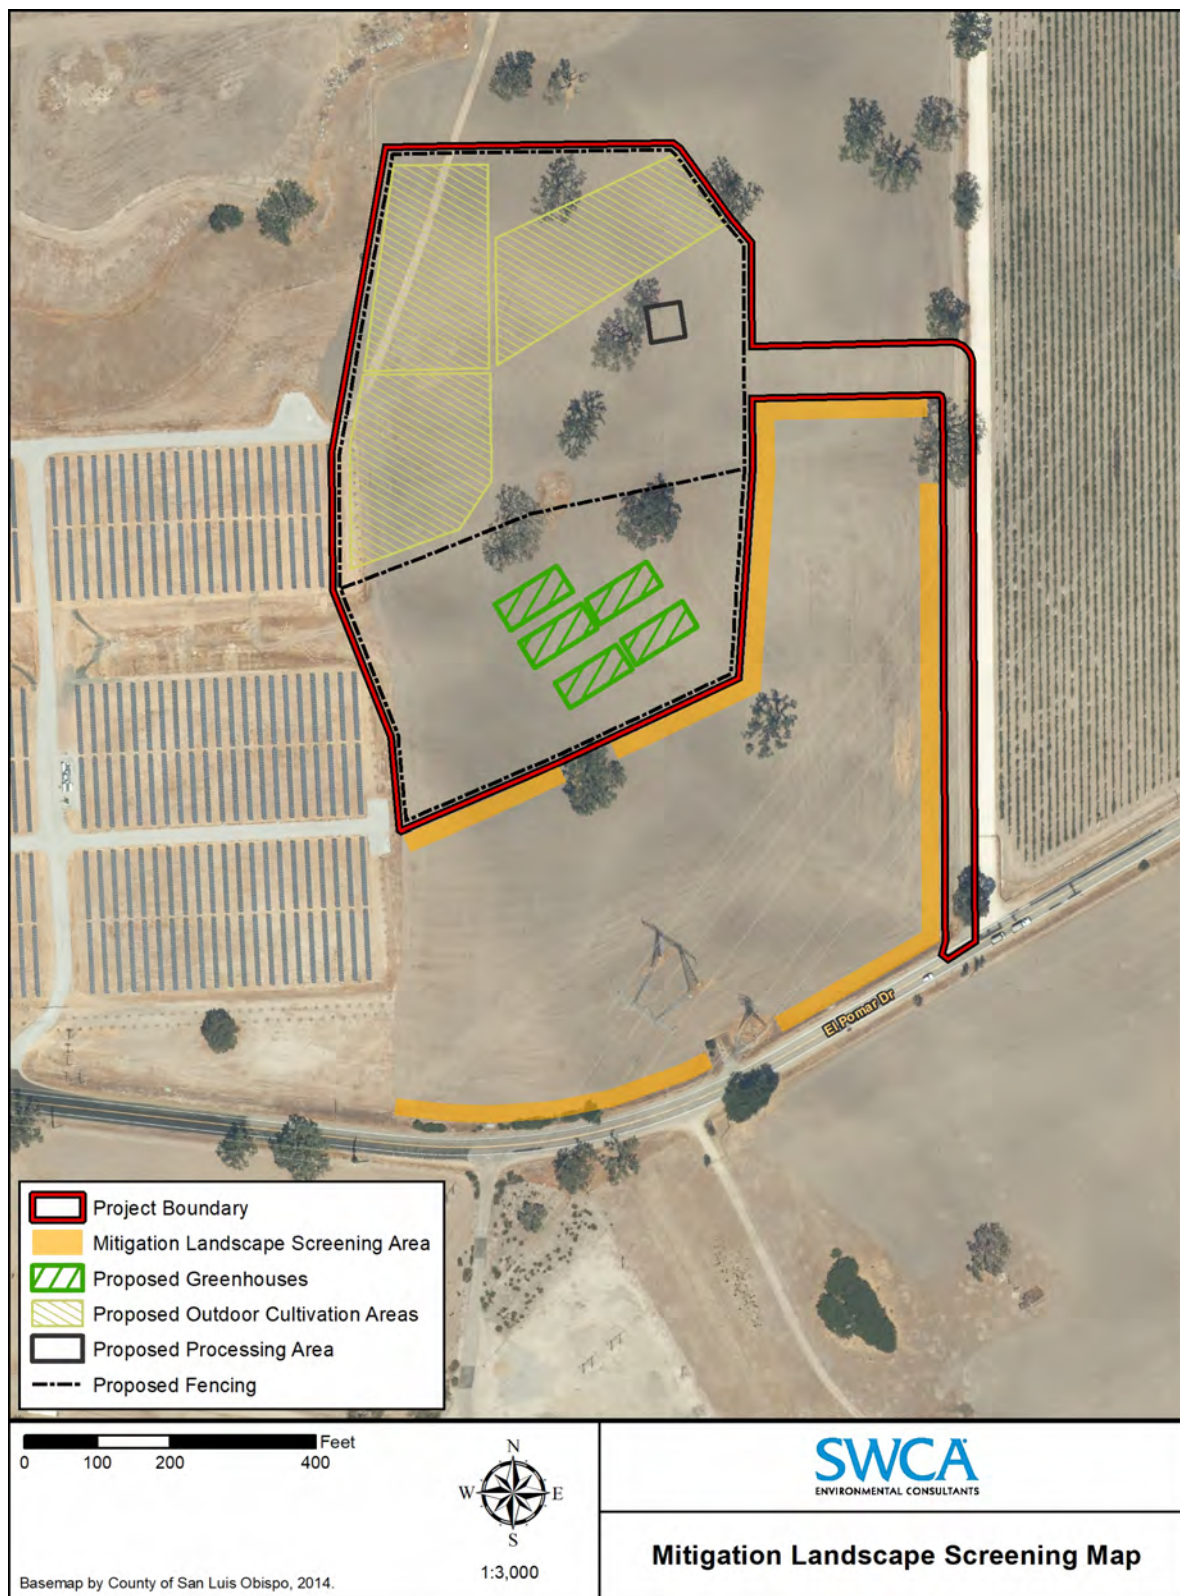 El Pomar Dr
Project Boundary
Mitigation Landscape Screening Area
Proposed Greenhouses
Proposed Outdoor Cultivation Areas
Proposed Processing Area
Proposed Fencing
Feet
0 100 200 400
N
W E
S
1:3,000
Basemap by County of San Luis Obispo, 2014.
SWCA
ENVIRONMENTAL CONSULTANTS
Mitigation Landscape Screening Map